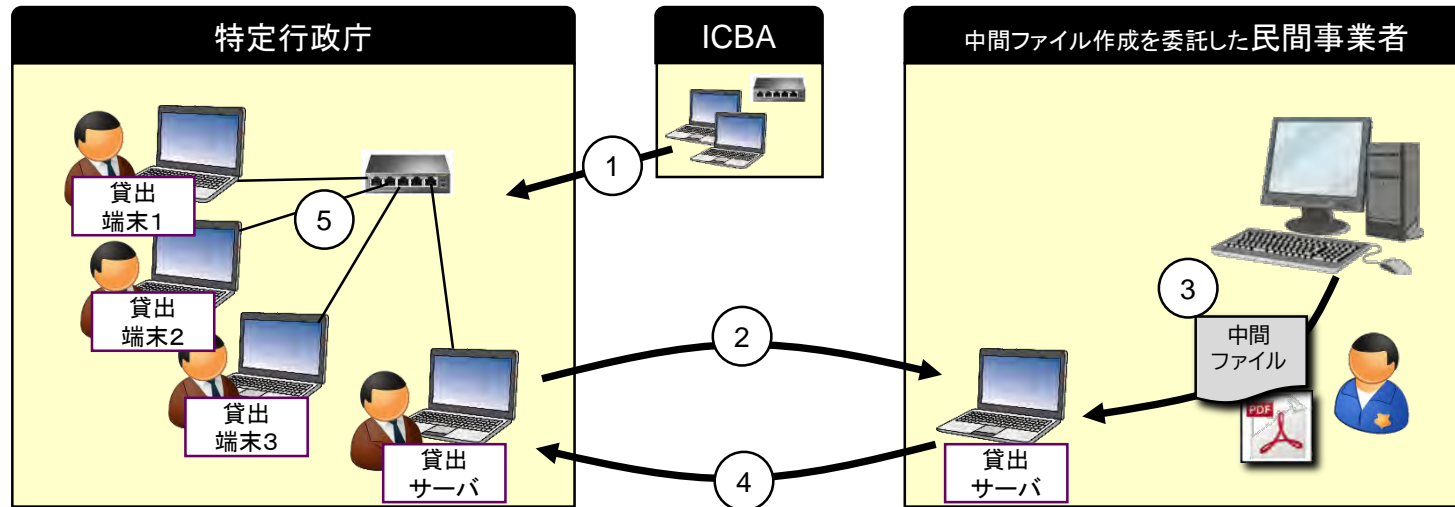 特定行政庁
ICBA
中間ファイル作成を委託した民間事業者
1
貸出
端末1
5
貸出
端末2
貸出
端末3
貸出
サーバ
2
4
3
中間
ファイル
PDF
貸出
サーバ